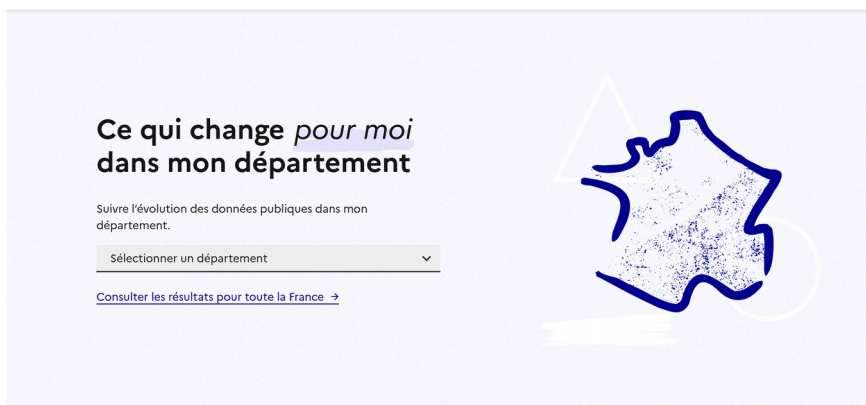 Ce qui change pour moi
dans mon département
Suivre l’évolution des données publiques dans mon
département.
Sélectionner un département
Consulter les résultats pour toute la France →